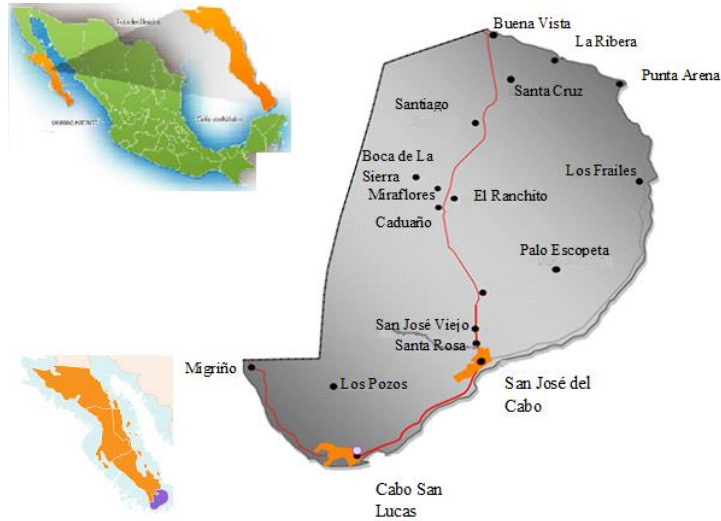 Buena Vista
La Ribera
Santa Cruz
Punta Arena
Santiago
Boca de La
Sierra
Los Frailes
Miraflores
El Ranchito
Caduaño
Palo Escopeta
San José Viejo
Santa Rosa
Migriño
Los Pozos
San José del
Cabo
Cabo San
Lucas